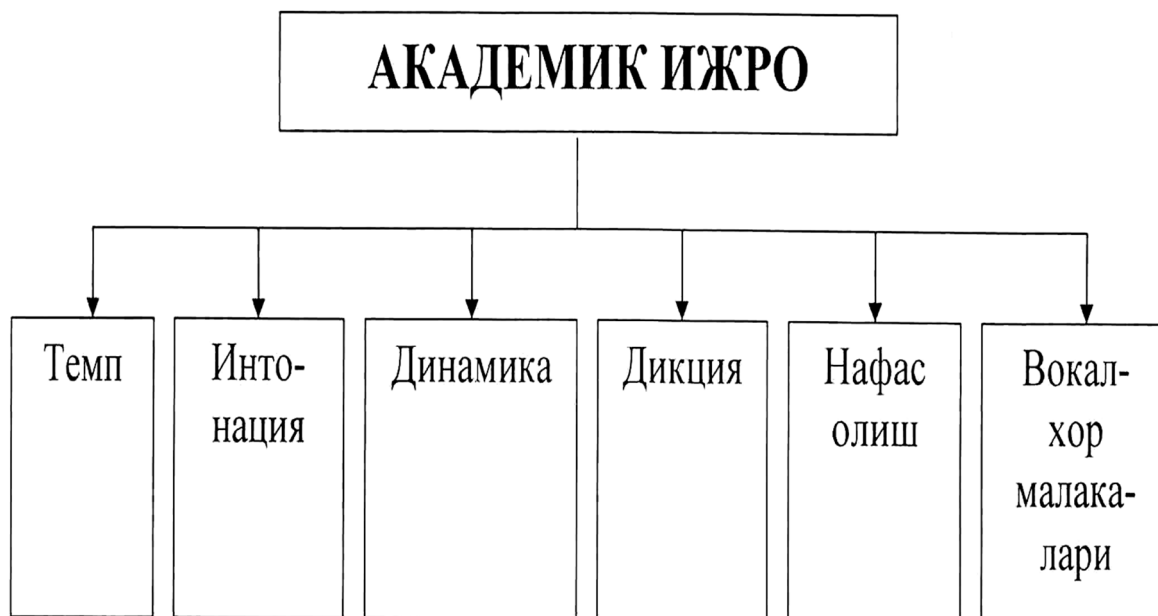 АКАДЕМИК ИЖРО
Темп
Инто-
нация
Динамика
Дикция
Нафас
олиш
Вокал-
хор
малака-
лари